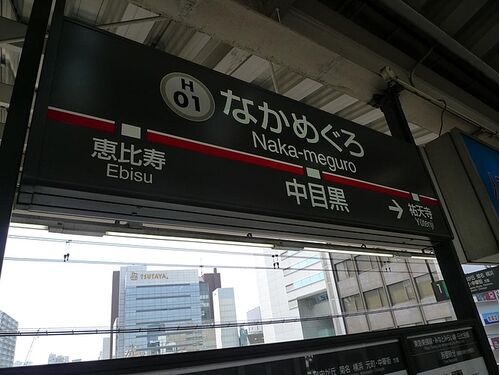 H
01
なかめぐろ
Naka-meguro
恵比寿
Ebisu
中目黒
祐天寺
Yūtenji
TSUTAYA